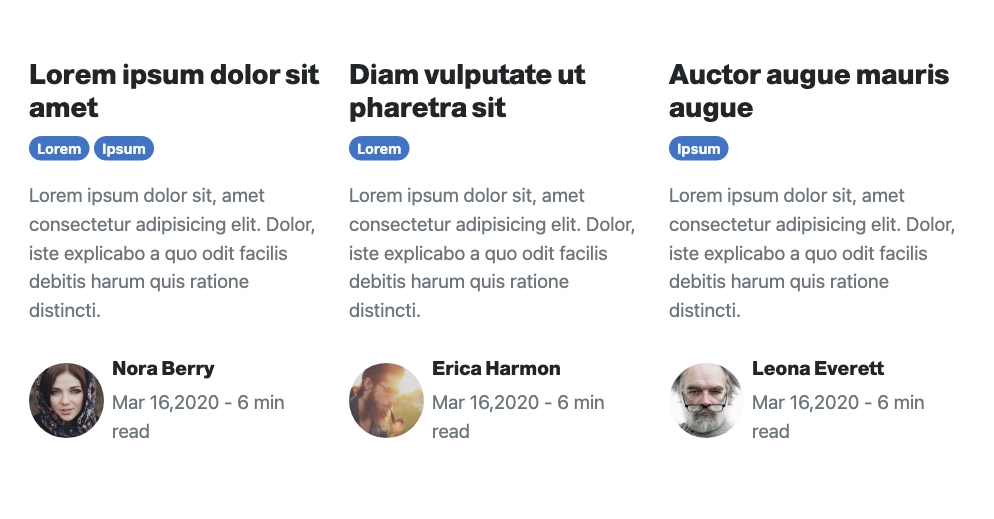 Lorem ipsum dolor sit
amet
Lorem Ipsum
Lorem ipsum dolor sit, amet
consectetur adipisicing elit. Dolor,
iste explicabo a quo odit facilis
debitis harum quis ratione
distincti.
Nora Berry
Mar 16,2020 - 6 min
read
Diam vulputate ut
pharetra sit
Lorem
Lorem ipsum dolor sit, amet
consectetur adipisicing elit. Dolor,
iste explicabo a quo odit facilis
debitis harum quis ratione
distincti.
Erica Harmon
Mar 16,2020 - 6 min
read
Auctor augue mauris
augue
Ipsum
Lorem ipsum dolor sit, amet
consectetur adipisicing elit. Dolor,
iste explicabo a quo odit facilis
debitis harum quis ratione
distincti.
Leona Everett
Mar 16,2020 - 6 min
read